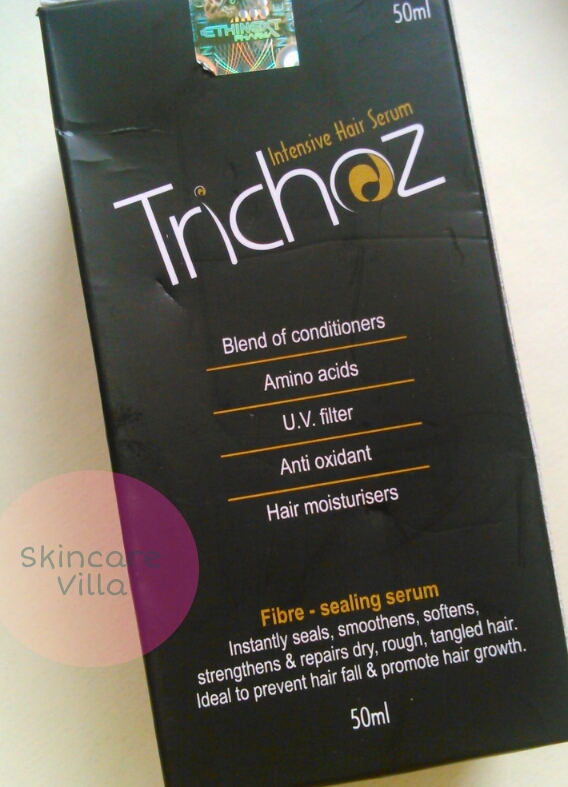 ETHINEXT
PHARMA
50ml
Intensive Hair Serum
Trichoz
Blend of conditioners
Amino acids
U.V. filter
Anti oxidant
Hair moisturisers
Skincare
Villa
Fibre - sealing serum
Instantly seals, smoothens, softens,
strengthens & repairs dry, rough, tangled hair.
Ideal to prevent hair fall & promote hair growth.
50ml